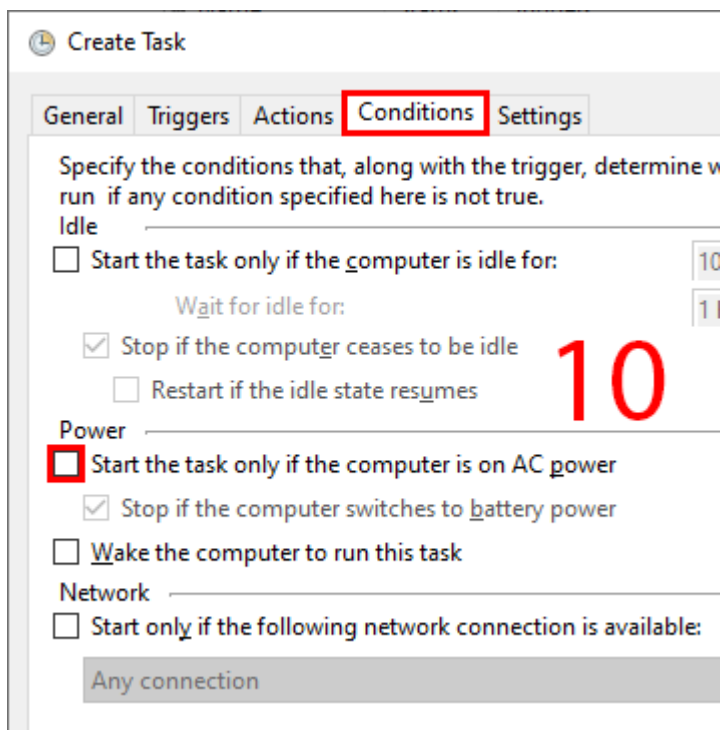 Create Task
General Triggers Actions Conditions Settings
Specify the conditions that, along with the trigger, determine
run if any condition specified here is not true.
Idle
Start the task only if the computer is idle for: 10
Wait for idle for: 1
Stop if the computer ceases to be idle
10
Restart if the idle state resumes
Power
Start the task only if the computer is on AC power
Stop if the computer switches to battery power
Wake the computer to run this task
Network
Start only if the following network connection is available:
Any connection